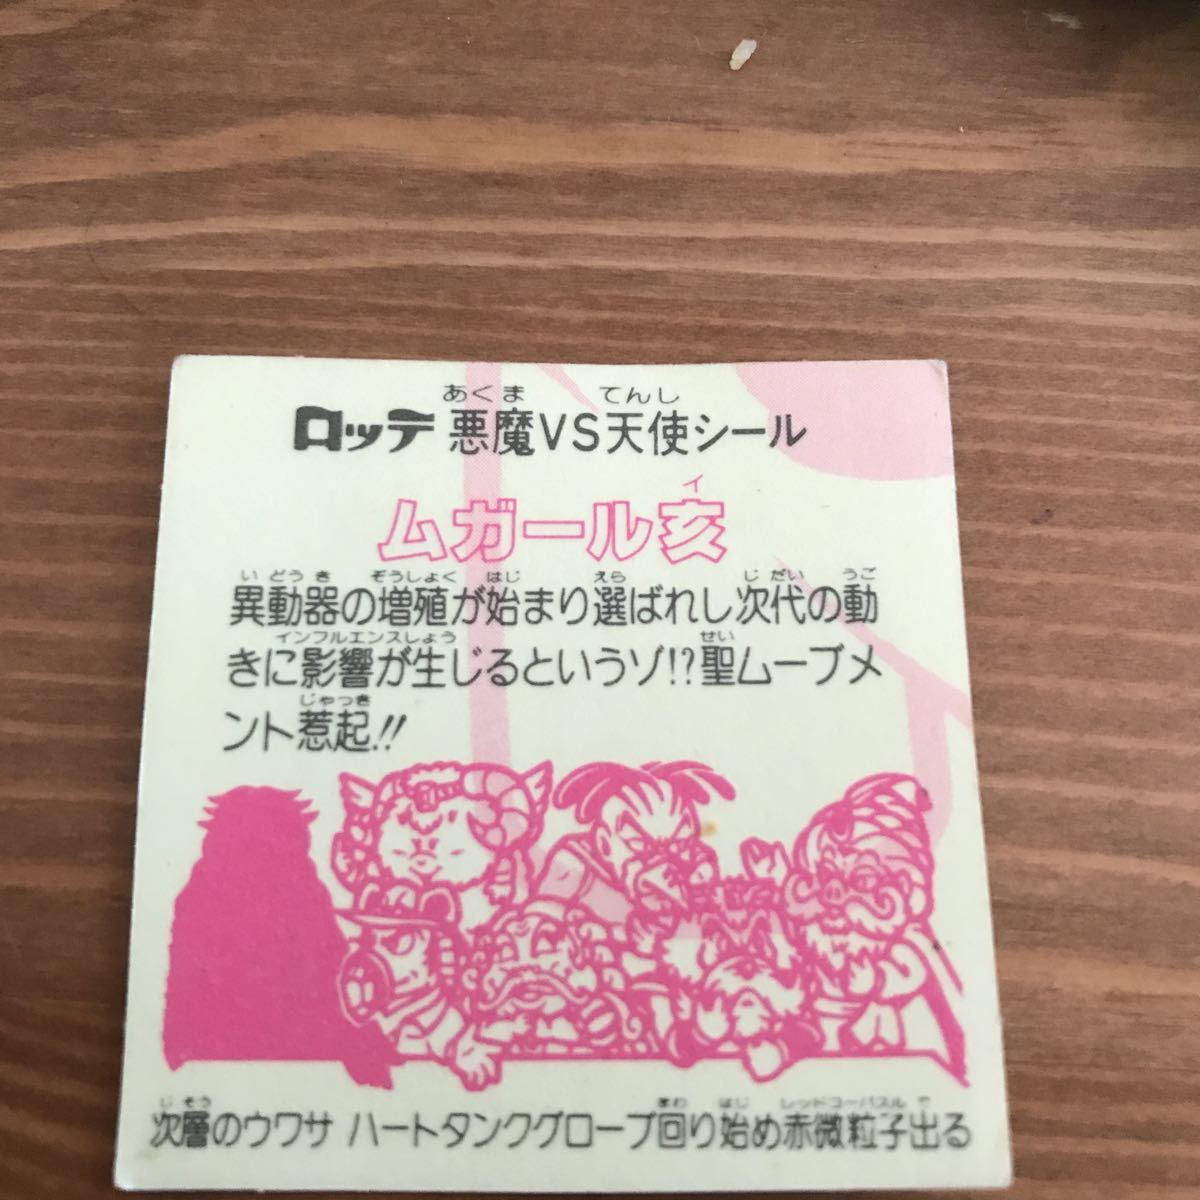 あくま てんし
ロッテ 悪魔VS天使シール
イ
ムガール亥
いどうき ぞうしょく はじ えら じだい うご
異動器の増殖が始まり選ばれし次代の動
インフルエンスしょう せい
きに影響が生じるというゾ!?聖ムーブメ
じゃっき
ント惹起!!
じそう まわ はじ レッドコーパスル で
次層のウワサ ハートタンクグローブ回り始め赤微粒子出る